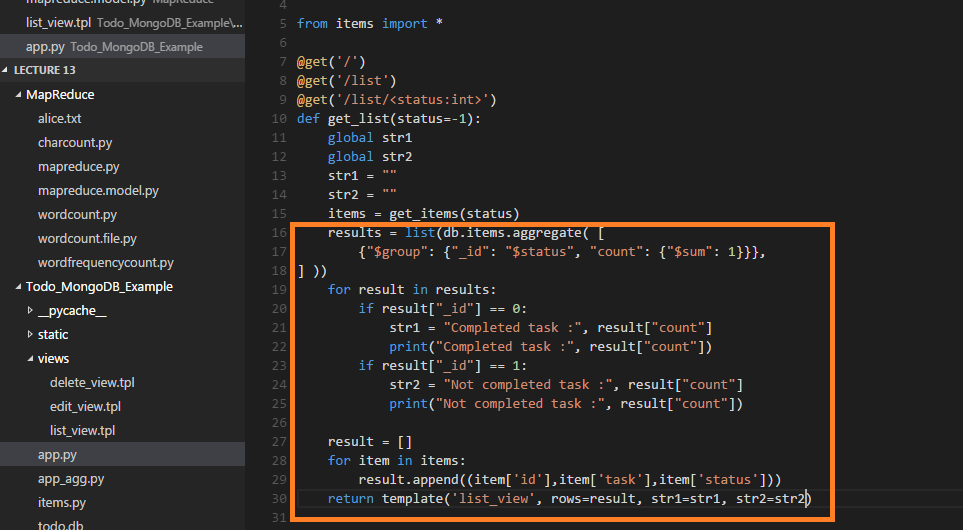 mapreduce.model.py MapReduce
list_view.tpl Todo_MongoDB_Example\...
app.py Todo_MongoDB_Example
LECTURE 13
MapReduce
alice.txt
charcount.py
mapreduce.py
mapreduce.model.py
wordcount.py
wordcount.file.py
wordfrequencycount.py
Todo_MongoDB_Example
__pycache__
static
views
delete_view.tpl
edit_view.tpl
list_view.tpl
app.py
app_agg.py
items.py
todo.db
4
5 from items import *
6
7 @get('/')
8 @get('/list')
9 @get('/list/<status:int>')
10 def get_list(status=-1):
11     global str1
12     global str2
13     str1 = ""
14     str2 = ""
15     items = get_items(status)
16     results = list(db.items.aggregate( [
17         {"$group": {"_id": "$status", "count": {"$sum": 1}}},
18 ] ))
19     for result in results:
20         if result["_id"] == 0:
21             str1 = "Completed task :", result["count"]
22             print("Completed task :", result["count"])
23         if result["_id"] == 1:
24             str2 = "Not completed task :", result["count"]
25             print("Not completed task :", result["count"])
26
27     result = []
28     for item in items:
29         result.append((item['id'],item['task'],item['status']))
30     return template('list_view', rows=result, str1=str1, str2=str2)
31